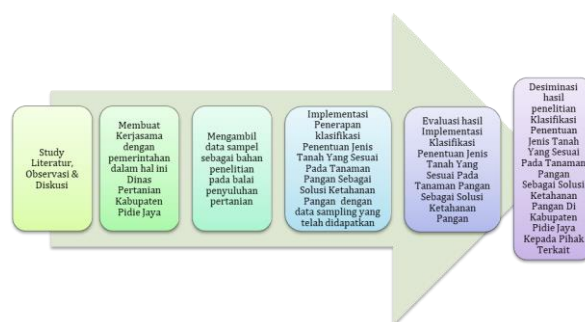 Study
Literatur,
Observasi &
Diskusi
Membuat
Kerjasama
dengan
pemerintahan
dalam hal ini
Dinas
Pertanian
Kabupaten
Pidie Jaya
Mengambil
data sampel
sebagai bahan
penelitian
pada balai
penyuluhan
pertanian
Implementasi
Penerapan
klasifikasi
Penentuan Jenis
Tanah Yang Sesuai
Pada Tanaman
Pangan Sebagai
Solusi Ketahanan
Pangan dengan
data sampling yang
telah didapatkan
Evaluasi hasil
Implementasi
Klasifikasi
Penentuan Jenis
Tanah Yang
Sesuai Pada
Tanaman Pangan
Sebagai Solusi
Ketahanan
Pangan
Desiminasi
hasil
penelitian
Klasifikasi
Penentuan
Jenis Tanah
Yang Sesuai
Pada Tanaman
Pangan
Sebagai Solusi
Ketahanan
Pangan Di
Kabupaten
Pidie Jaya
Kepada Pihak
Terkait